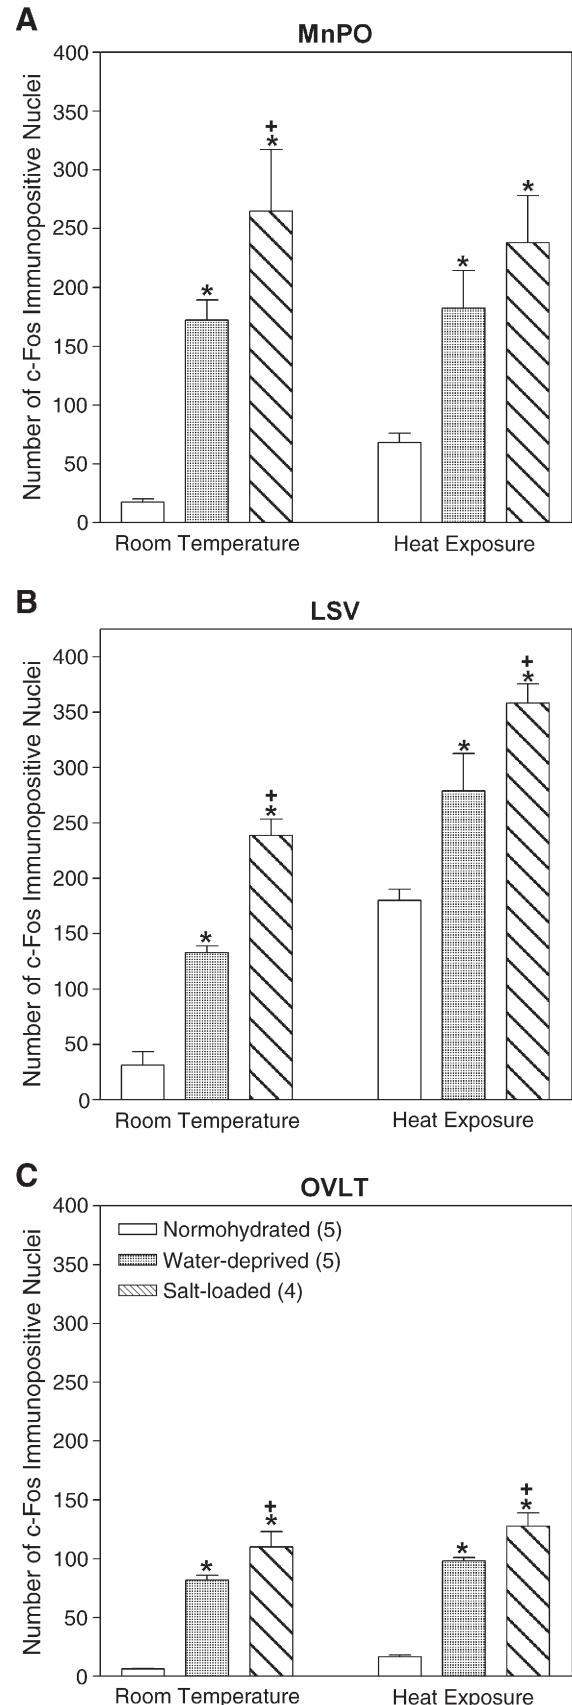 A
MnPO
Number of c-Fos Immunopositive Nuclei
400
350
300
250
200
150
100
50
0
+
*
*
*
*
Room Temperature
Heat Exposure
B
LSV
Number of c-Fos Immunopositive Nuclei
400
350
300
250
200
150
100
50
0
+
*
*
+
*
*
Room Temperature
Heat Exposure
C
OVLT
Number of c-Fos Immunopositive Nuclei
400
350
300
250
200
150
100
50
0
Normohydrated (5)
Water-deprived (5)
Salt-loaded (4)
+
*
*
+
*
*
Room Temperature
Heat Exposure